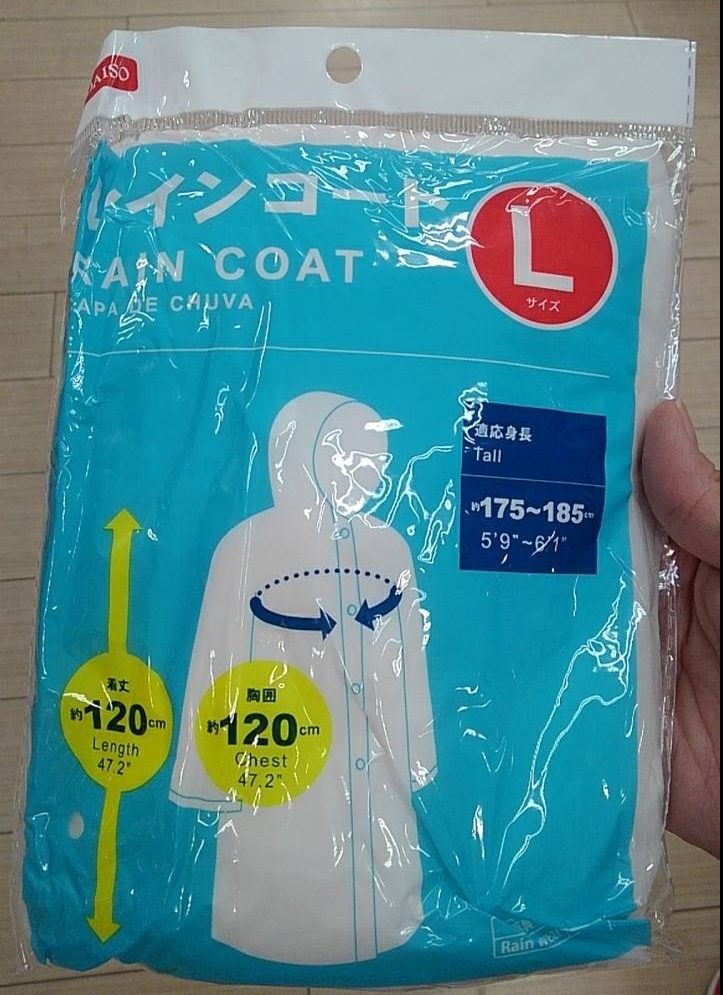 DAISO
レインコート
RAIN COAT
CAPA DE CHUVA
L
サイズ
適応身長
Tall
約175~185cm
5'9"~6'1"
着丈
約120cm
Length
47.2"
胸囲
約120cm
Chest
47.2"
Rain